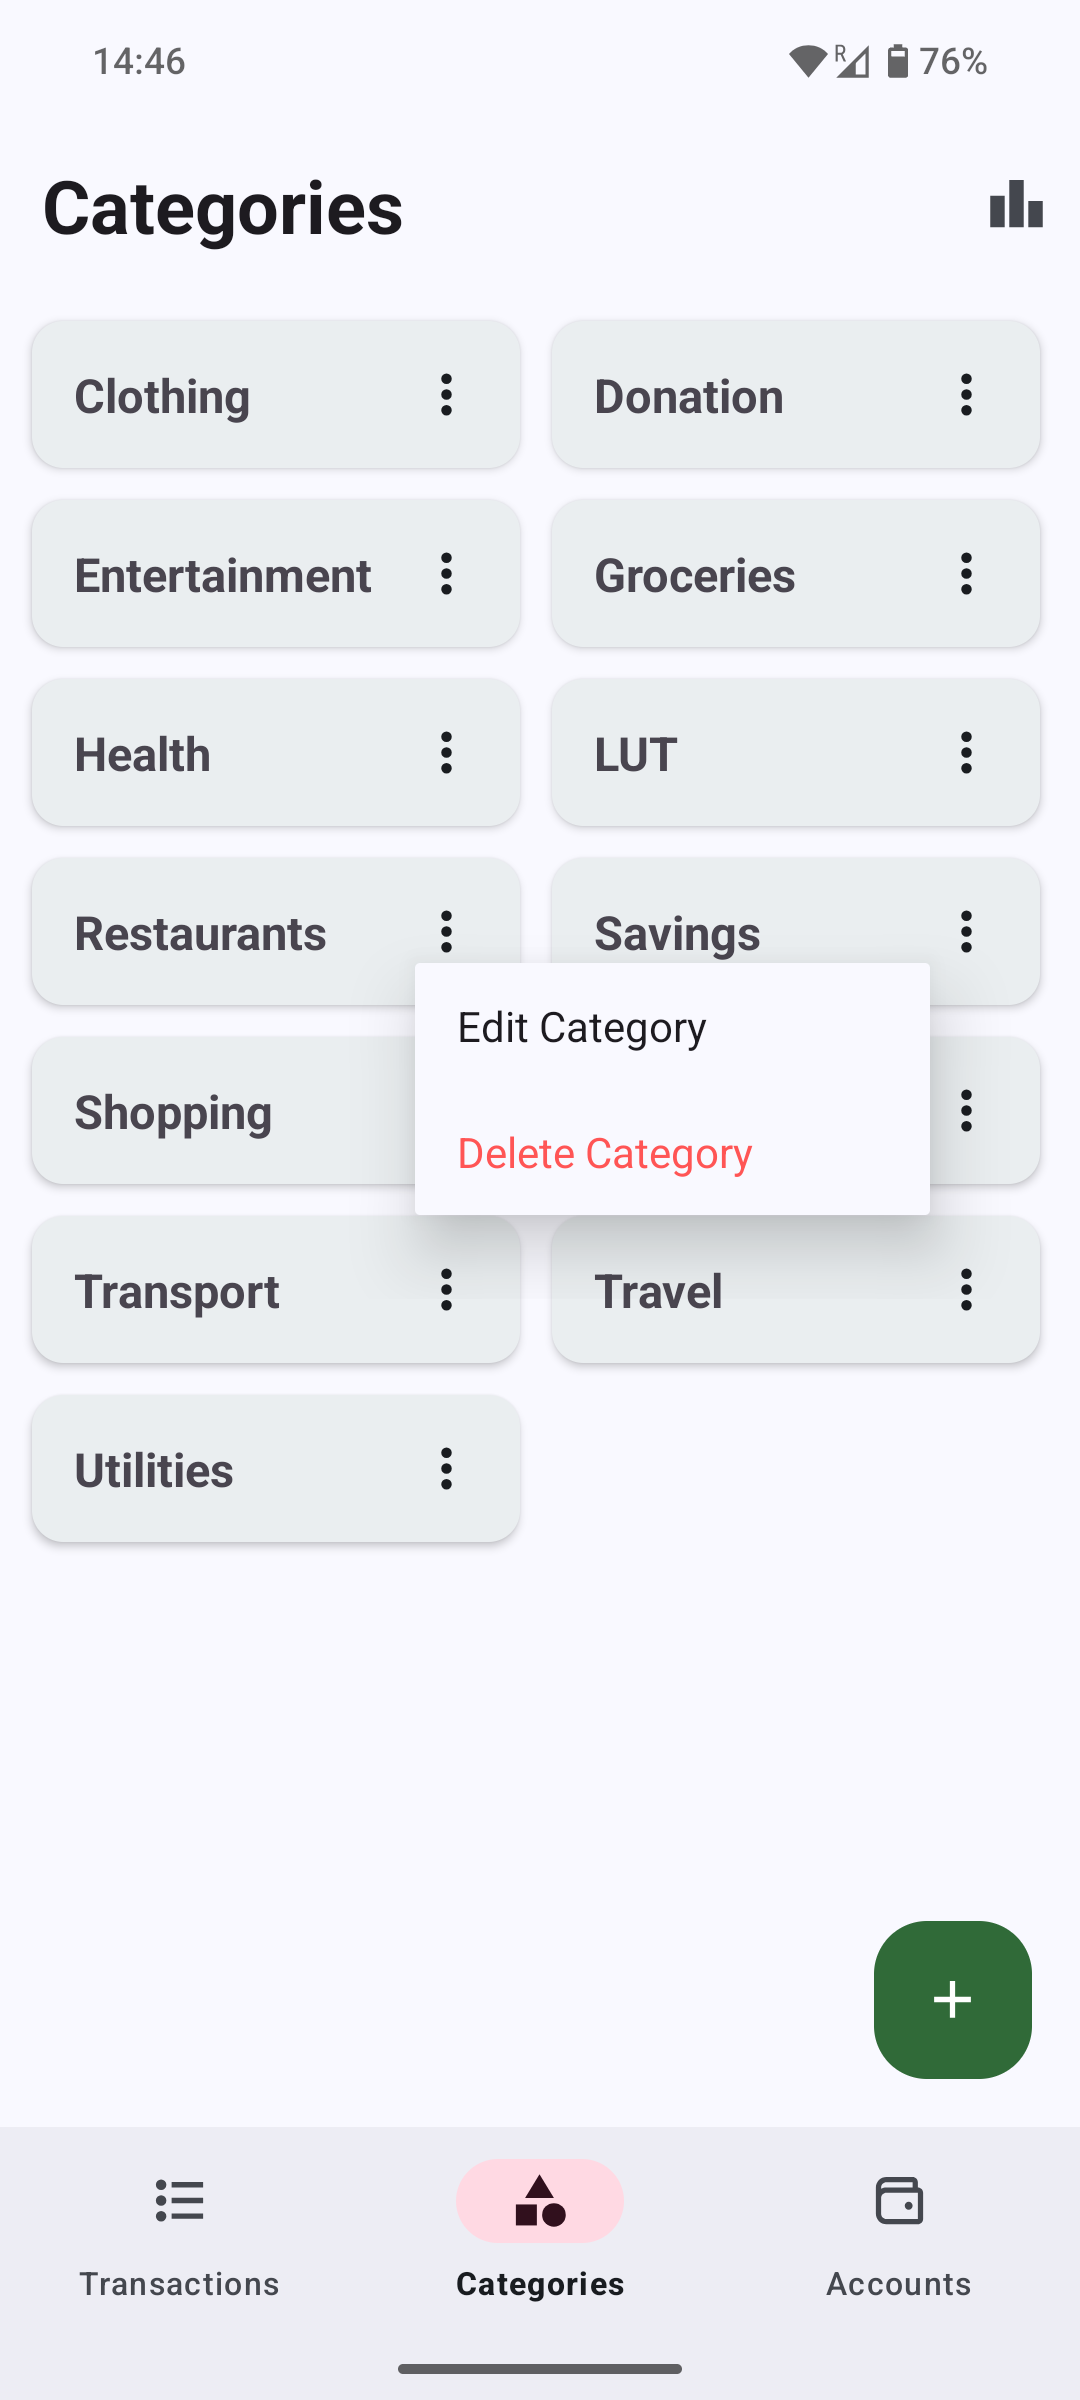 14:46
R
76%
Categories
Clothing
Donation
Entertainment
Groceries
Health
LUT
Restaurants
Savings
Edit Category
Shopping
Delete Category
Transport
Travel
Utilities
+
Transactions
Categories
Accounts